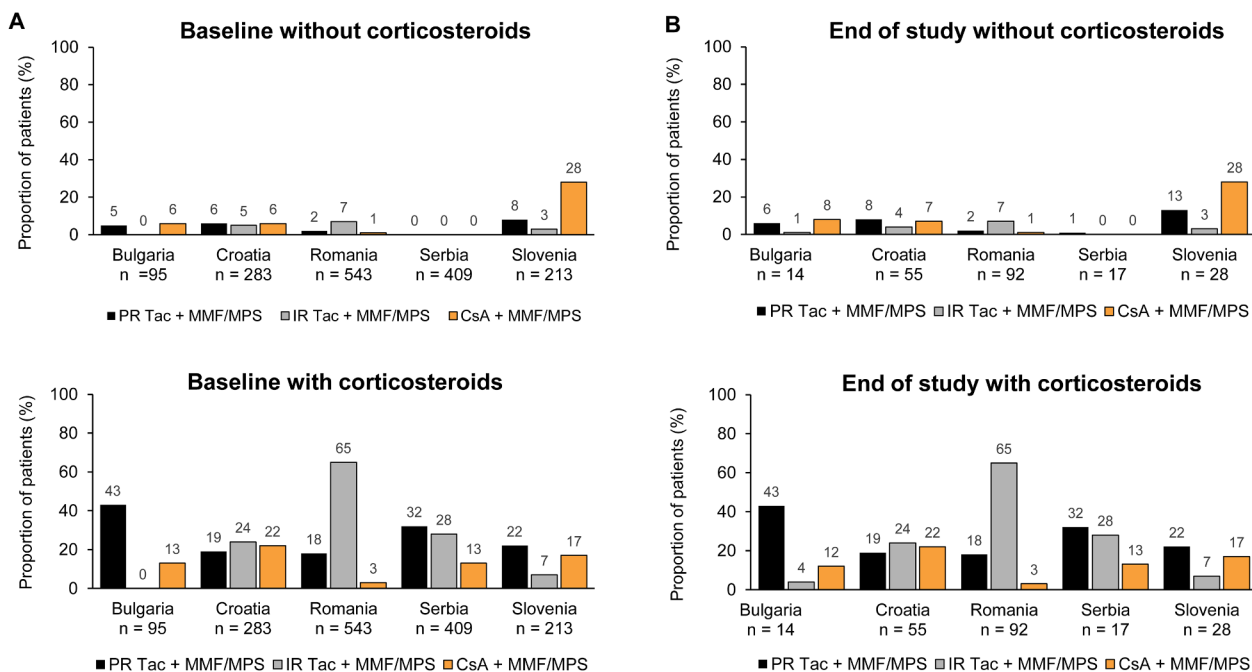 A
Baseline without corticosteroids
Proportion of patients (%)
100
80
60
40
20
0
5 0 6 6 5 6 2 7 1 0 0 0 8 3 28
Bulgaria Croatia Romania Serbia Slovenia
n =95 n = 283 n = 543 n = 409 n = 213
PR Tac + MMF/MPS IR Tac + MMF/MPS CsA + MMF/MPS
B
End of study without corticosteroids
Proportion of patients (%)
100
80
60
40
20
0
6 1 8 8 4 7 2 7 1 1 0 0 13 3 28
Bulgaria Croatia Romania Serbia Slovenia
n = 14 n = 55 n = 92 n = 17 n = 28
PR Tac + MMF/MPS IR Tac + MMF/MPS CsA + MMF/MPS
Baseline with corticosteroids
Proportion of patients (%)
100
80
60
40
20
0
43 0 13 19 24 22 18 65 3 32 28 13 22 7 17
Bulgaria Croatia Romania Serbia Slovenia
n = 95 n = 283 n = 543 n = 409 n = 213
PR Tac + MMF/MPS IR Tac + MMF/MPS CsA + MMF/MPS
End of study with corticosteroids
Proportion of patients (%)
100
80
60
40
20
0
43 4 12 19 24 22 18 65 3 32 28 13 22 7 17
Bulgaria Croatia Romania Serbia Slovenia
n = 14 n = 55 n = 92 n = 17 n = 28
PR Tac + MMF/MPS IR Tac + MMF/MPS CsA + MMF/MPS